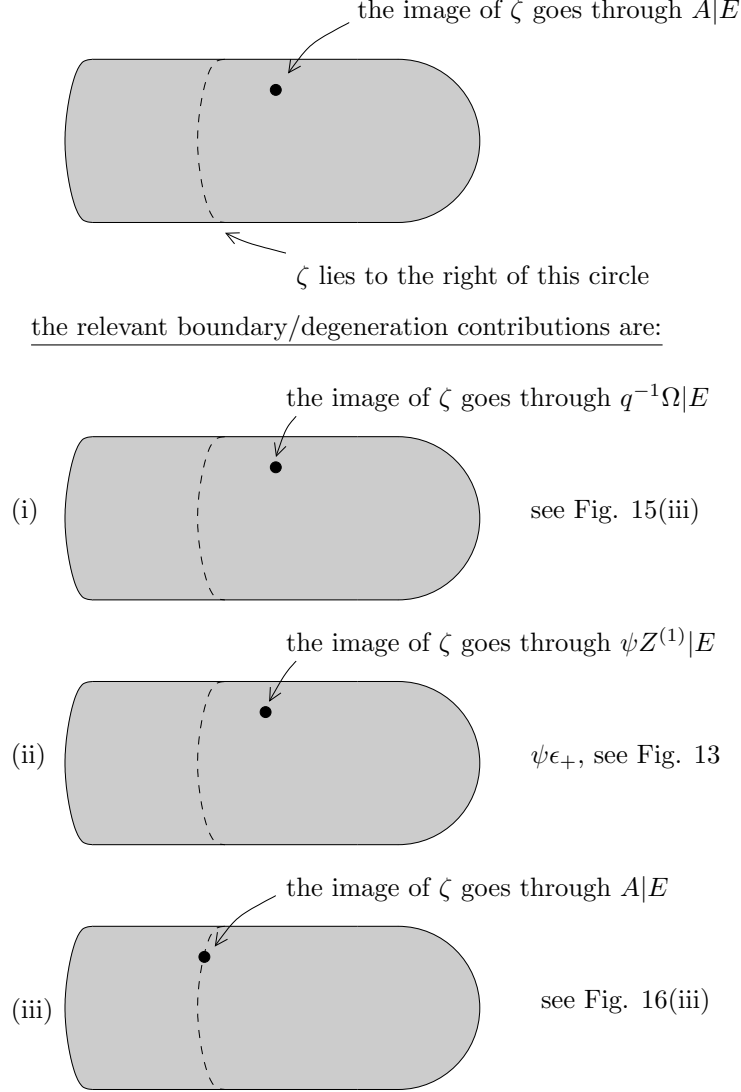 the image of ζ goes through A|E
ζ lies to the right of this circle
the relevant boundary/degeneration contributions are:
the image of ζ goes through q⁻¹Ω|E
(i)
see Fig. 15(iii)
the image of ζ goes through ψZ⁽¹⁾|E
(ii)
ψϵ₊, see Fig. 13
the image of ζ goes through A|E
(iii)
see Fig. 16(iii)